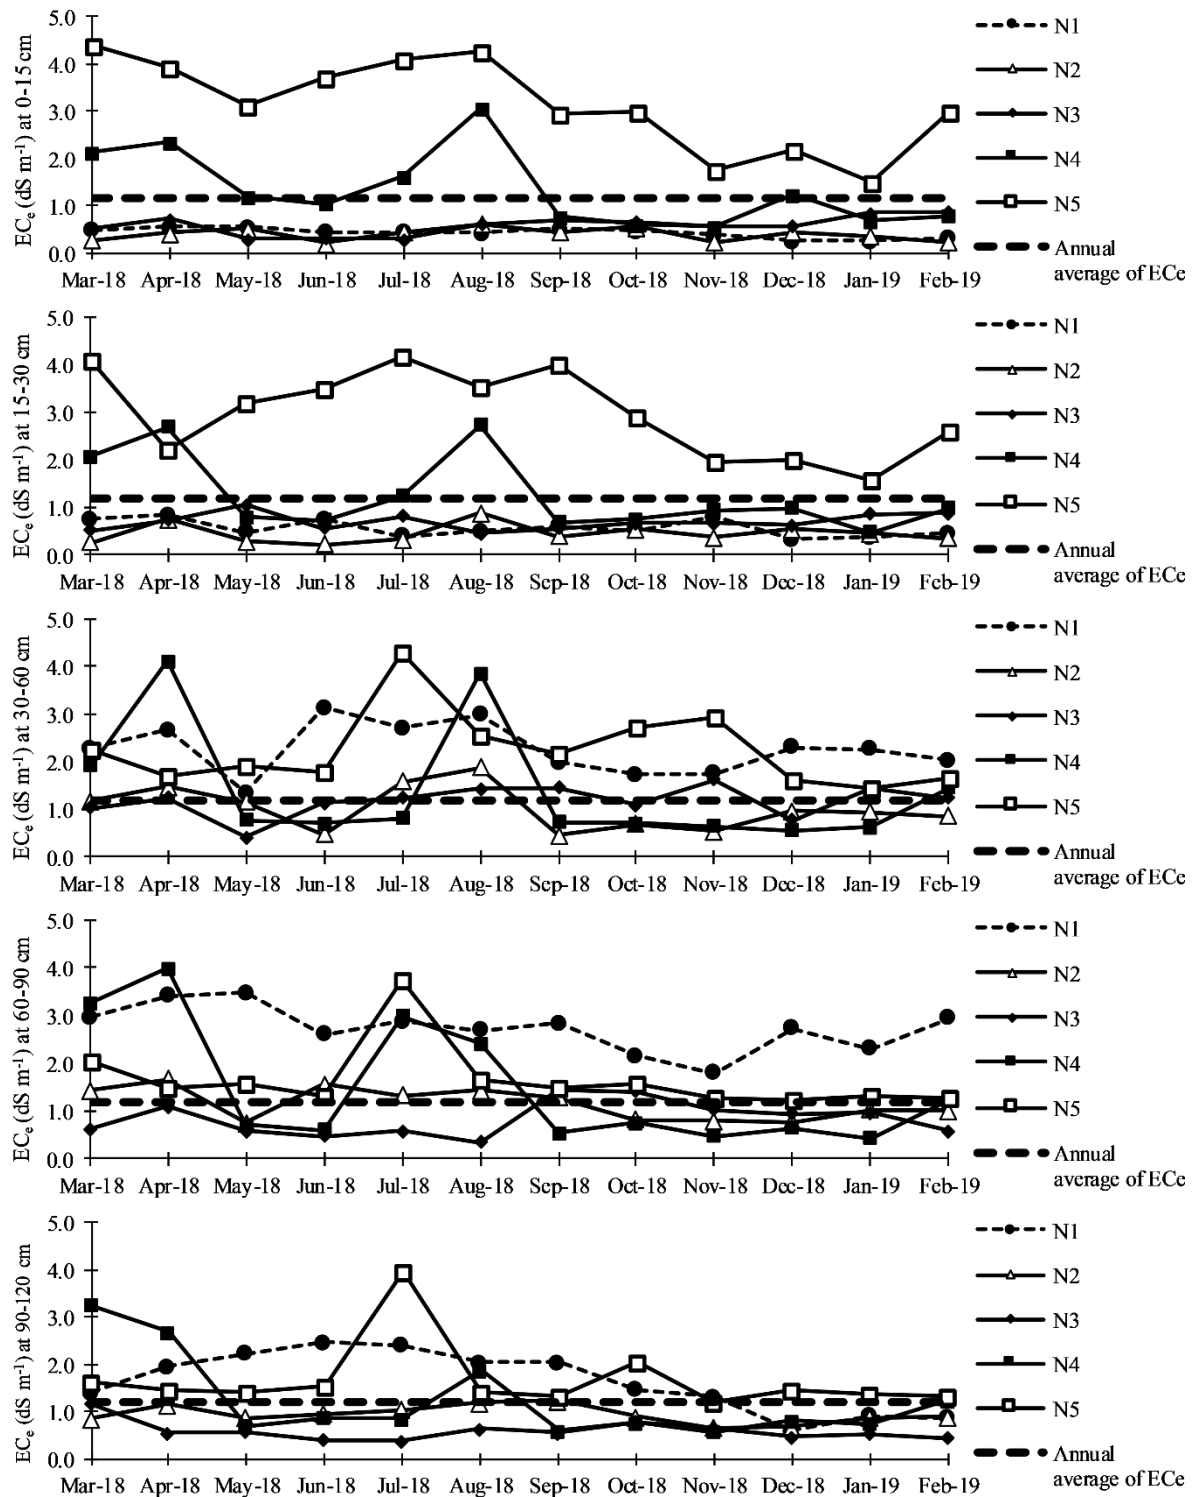 ECe (dS m-1) at 0-15 cm
5.0
4.0
3.0
2.0
1.0
0.0
Mar-18 Apr-18 May-18 Jun-18 Jul-18 Aug-18 Sep-18 Oct-18 Nov-18 Dec-18 Jan-19 Feb-19
N1
N2
N3
N4
N5
Annual
average of ECe
ECe (dS m-1) at 15-30 cm
5.0
4.0
3.0
2.0
1.0
0.0
Mar-18 Apr-18 May-18 Jun-18 Jul-18 Aug-18 Sep-18 Oct-18 Nov-18 Dec-18 Jan-19 Feb-19
N1
N2
N3
N4
N5
Annual
average of ECe
ECe (dS m-1) at 30-60 cm
5.0
4.0
3.0
2.0
1.0
0.0
Mar-18 Apr-18 May-18 Jun-18 Jul-18 Aug-18 Sep-18 Oct-18 Nov-18 Dec-18 Jan-19 Feb-19
N1
N2
N3
N4
N5
Annual
average of ECe
ECe (dS m-1) at 60-90 cm
5.0
4.0
3.0
2.0
1.0
0.0
Mar-18 Apr-18 May-18 Jun-18 Jul-18 Aug-18 Sep-18 Oct-18 Nov-18 Dec-18 Jan-19 Feb-19
N1
N2
N3
N4
N5
Annual
average of ECe
ECe (dS m-1) at 90-120 cm
5.0
4.0
3.0
2.0
1.0
0.0
Mar-18 Apr-18 May-18 Jun-18 Jul-18 Aug-18 Sep-18 Oct-18 Nov-18 Dec-18 Jan-19 Feb-19
N1
N2
N3
N4
N5
Annual
average of ECe